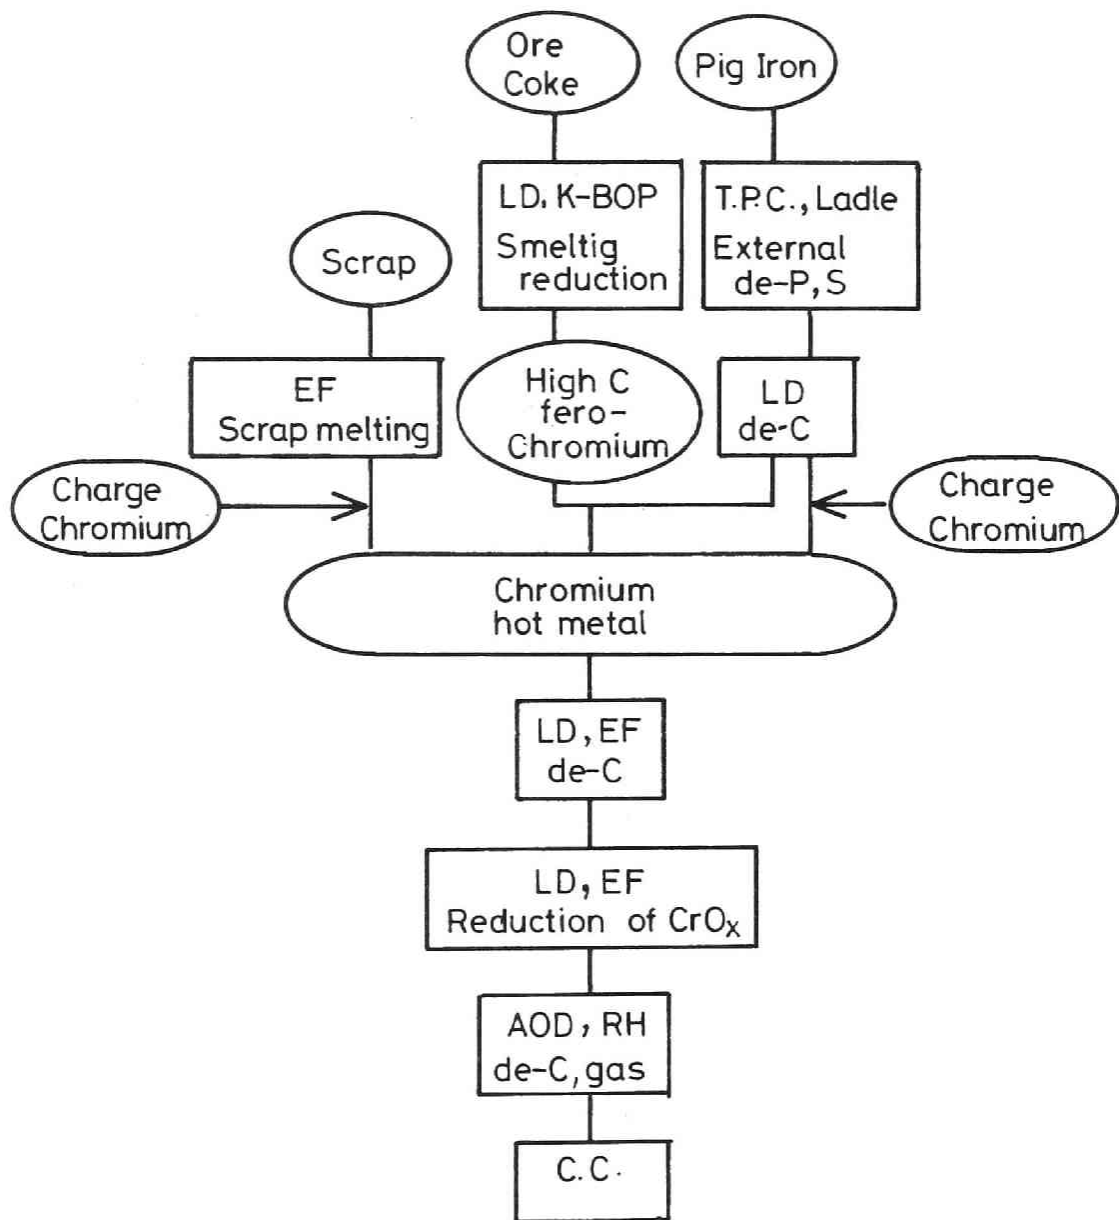 Ore
Coke
Pig Iron
LD, K-BOP
Smeltig
reduction
T.P.C., Ladle
External
de-P, S
Scrap
EF
Scrap melting
High C
fero-
Chromium
LD
de-C
Charge
Chromium
Charge
Chromium
Chromium
hot metal
LD, EF
de-C
LD, EF
Reduction of CrOx
AOD, RH
de-C, gas
C.C.